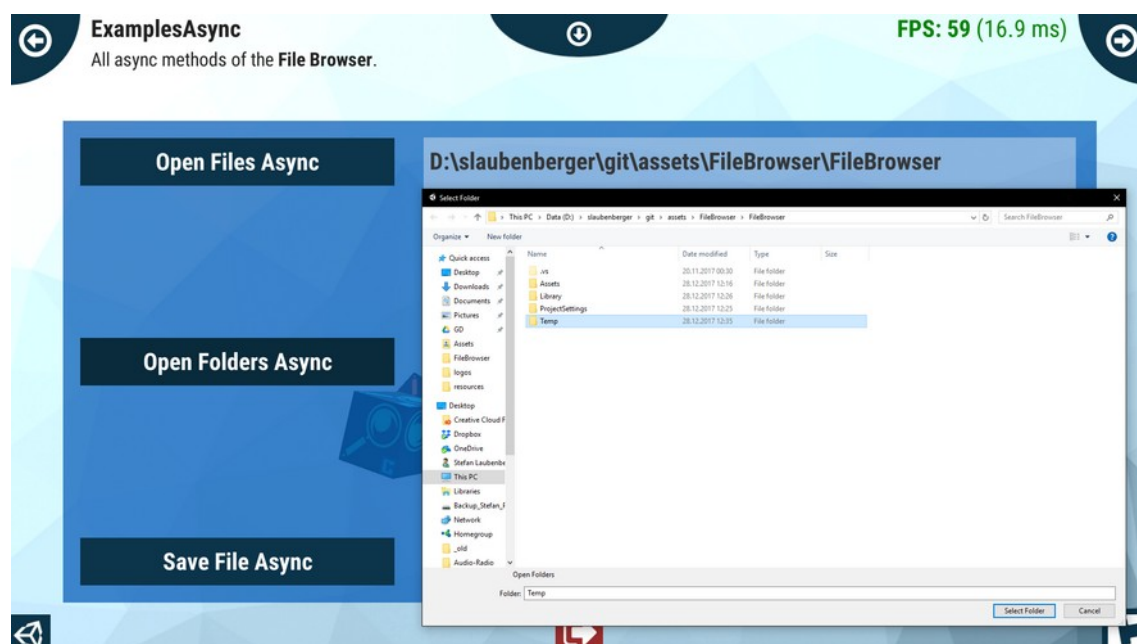 ExamplesAsync
FPS: 59 (16.9 ms)
All async methods of the File Browser.
Open Files Async
D:\slaubenberger\git\assets\FileBrowser\FileBrowser
Select Folder
This PC > Data (D:) > slaubenberger > git > assets > FileBrowser > FileBrowser
Search FileBrowser
Organize
New folder
Name Date modified Type Size
.vs 20.11.2017 00:30 File folder
Assets 28.12.2017 12:16 File folder
Library 28.12.2017 12:26 File folder
ProjectSettings 28.12.2017 12:25 File folder
Temp 28.12.2017 12:35 File folder
Quick access
Desktop
Downloads
Documents
Pictures
GD
Assets
FileBrowser
logos
resources
Desktop
Creative Cloud F
Dropbox
OneDrive
Stefan Laubenbe
This PC
Libraries
Backup_Stefan_F
Network
Homegroup
_old
Audio-Radio
Open Folders Async
Save File Async
Open Folders
Folder: Temp
Select Folder
Cancel